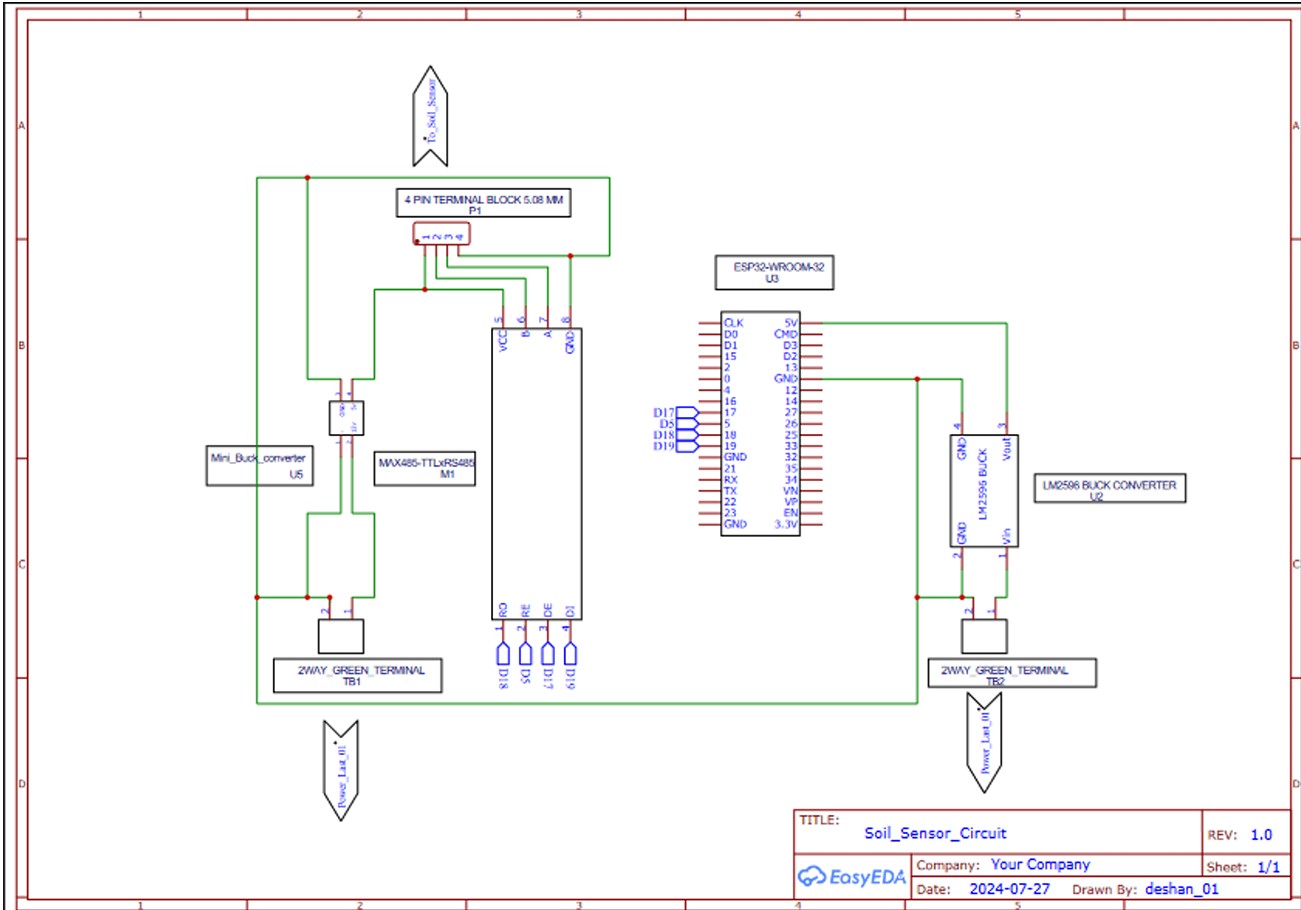 1 2 3 4 5
A
A
To_Soil_Sensor
4 PIN TERMINAL BLOCK 5.08 MM
P1
1 2 3 4
ESP32-WROOM-32
U3
B
B
5 6 7 8
VCC B A GND
CLK 5V
D0 CMD
D1 D3
15 D2
2 13
0 GND
4 12
16 14
D17 17 27
D5 5 26
D18 18 25
D19 19 33
GND 32
21 35
RX 34
TX VN
22 VP
23 EN
GND 3.3V
4 3
GND Vout
LM2596 BUCK
GND Vin
2 1
LM2596 BUCK CONVERTER
U2
Mini_Buck_converter
U5
MAX485-TTLxRS485
M1
C
C
RO RE DE DI
1 2 3 4
D18 D5 D17 D19
2 1
2WAY_GREEN_TERMINAL
TB1
2 1
2WAY_GREEN_TERMINAL
TB2
Power_Last_01
Power_Last_01
D
D
TITLE:
Soil_Sensor_Circuit
REV: 1.0
EasyEDA
Company: Your Company
Sheet: 1/1
Date: 2024-07-27 Drawn By: deshan_01
1 2 3 4 5